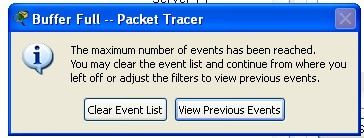 Buffer Full -- Packet Tracer
The maximum number of events has been reached.
You may clear the event list and continue from where you
left off or adjust the filters to view previous events.
Clear Event List View Previous Events